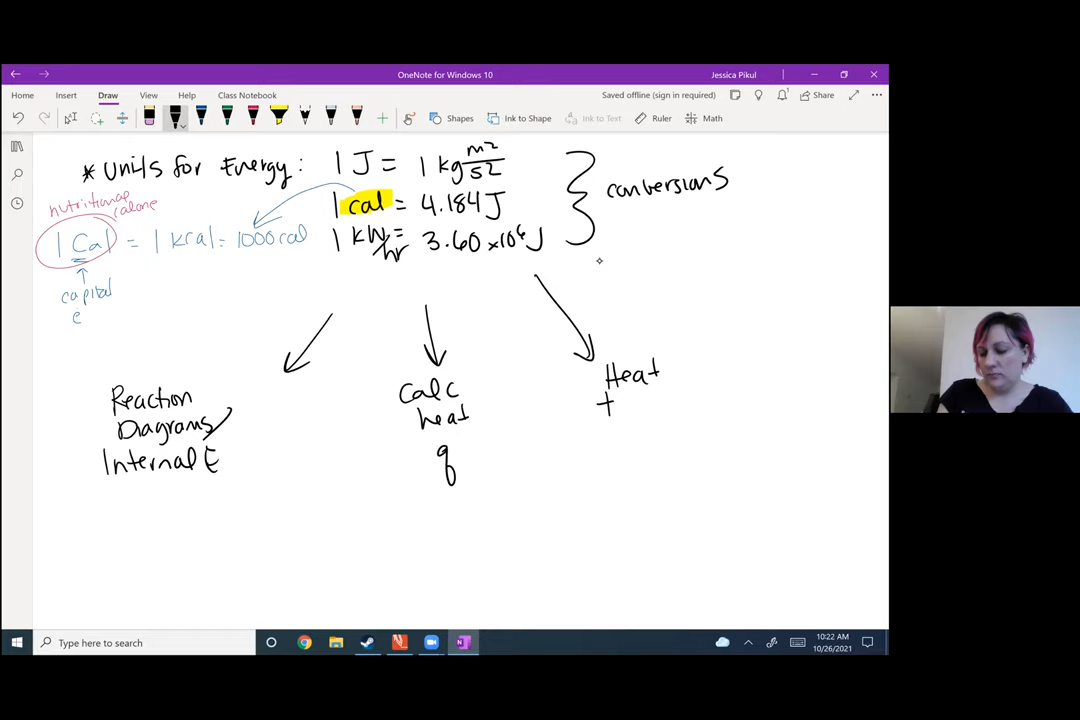 OneNote for Windows 10
Jessica Pikul
Home Insert Draw View Help Class Notebook
Saved offline (sign in required)
Share
Shapes
Ink to Shape
Ink to Text
Ruler
Math
* Units for Energy: 1 J = 1 kg m2/s2
1 cal = 4.184 J
1 kW/hr = 3.60 x 10^6 J
conversions
nutritional
calorie
1 Cal = 1 kcal = 1000 cal
capital
c
Reaction
Diagrams
Internal E
Calc
heat
q
Heat
+
Type here to search
10:22 AM
10/26/2021